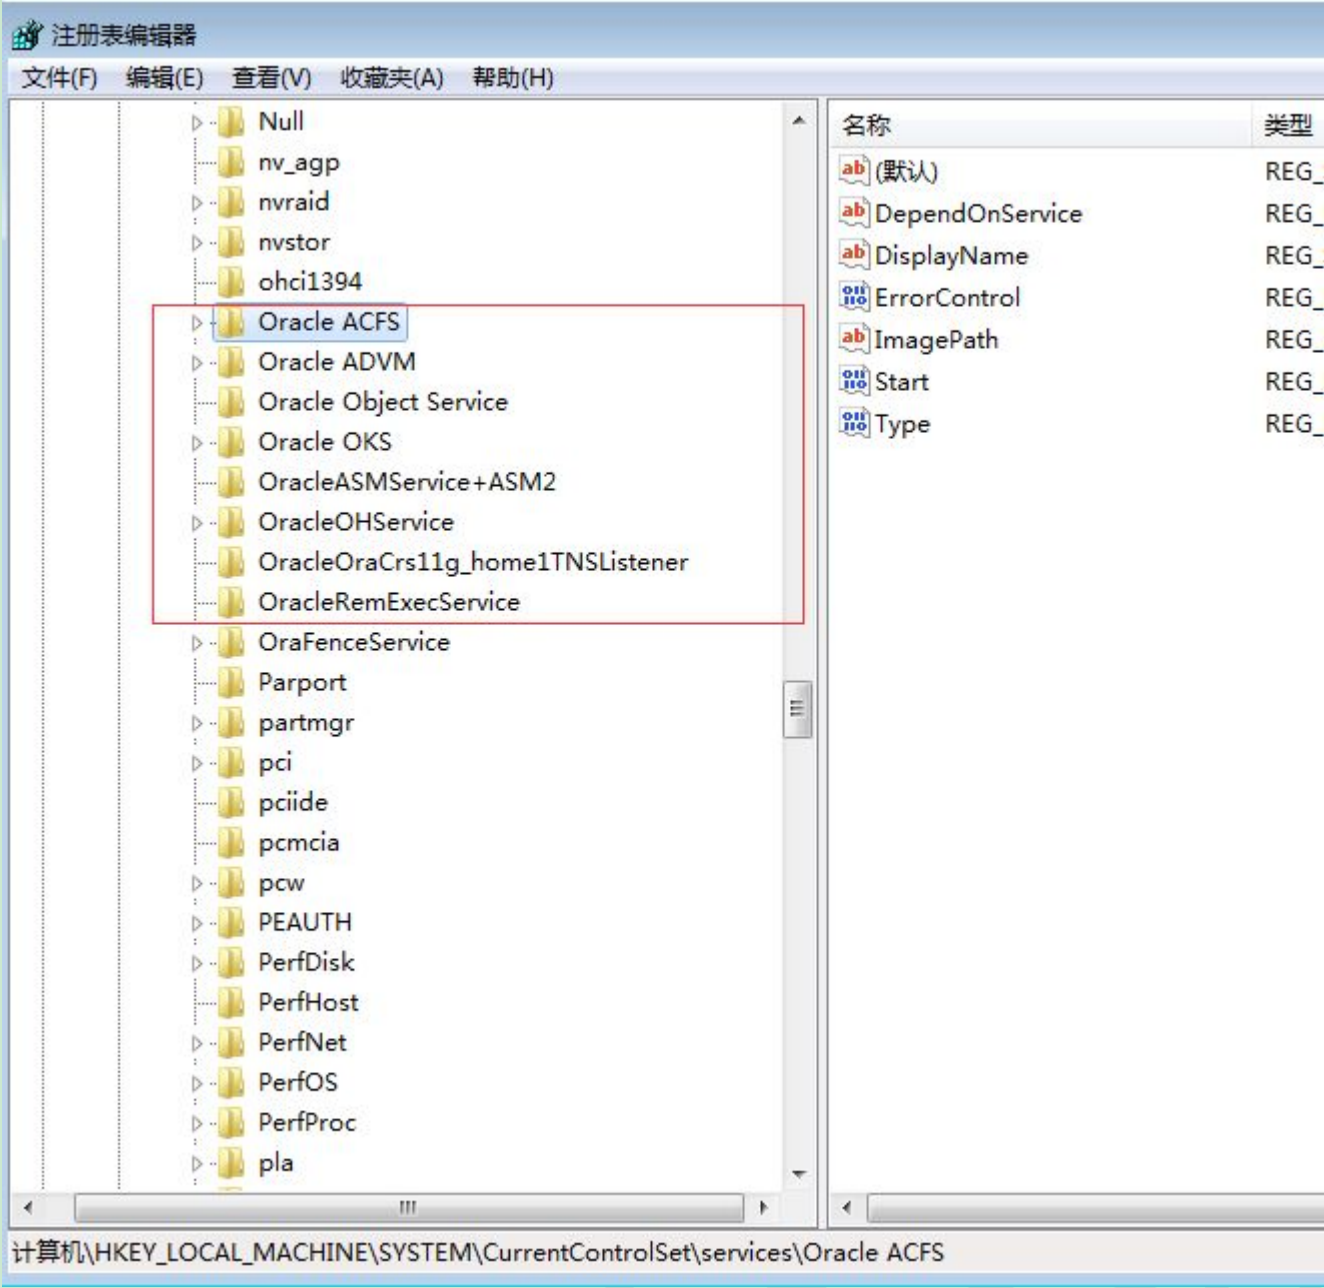 注册表编辑器
文件(F) 编辑(E) 查看(V) 收藏夹(A) 帮助(H)
Null
nv_agp
nvraid
nvstor
ohci1394
Oracle ACFS
Oracle ADVM
Oracle Object Service
Oracle OKS
OracleASMService+ASM2
OracleOHService
OracleOraCrs11g_home1TNSListener
OracleRemExecService
OraFenceService
Parport
partmgr
pci
pciide
pcmcia
pcw
PEAUTH
PerfDisk
PerfHost
PerfNet
PerfOS
PerfProc
pla
名称 类型
(默认) REG_
DependOnService REG_
DisplayName REG_
ErrorControl REG_
ImagePath REG_
Start REG_
Type REG_
计算机\HKEY_LOCAL_MACHINE\SYSTEM\CurrentControlSet\services\Oracle ACFS